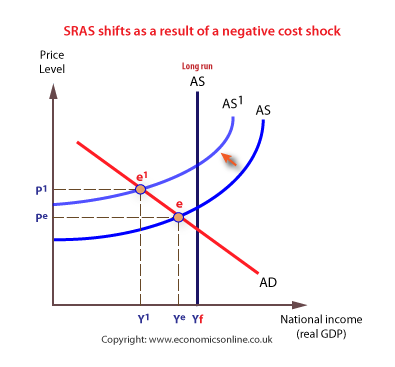 SRAS shifts as a result of a negative cost shock
Price
Level
Long run
AS
AS¹
AS
e¹
p1
e
pe
AD
Y¹
Yᵉ
Yf
National income
(real GDP)
Copyright: www.economicsonline.co.uk